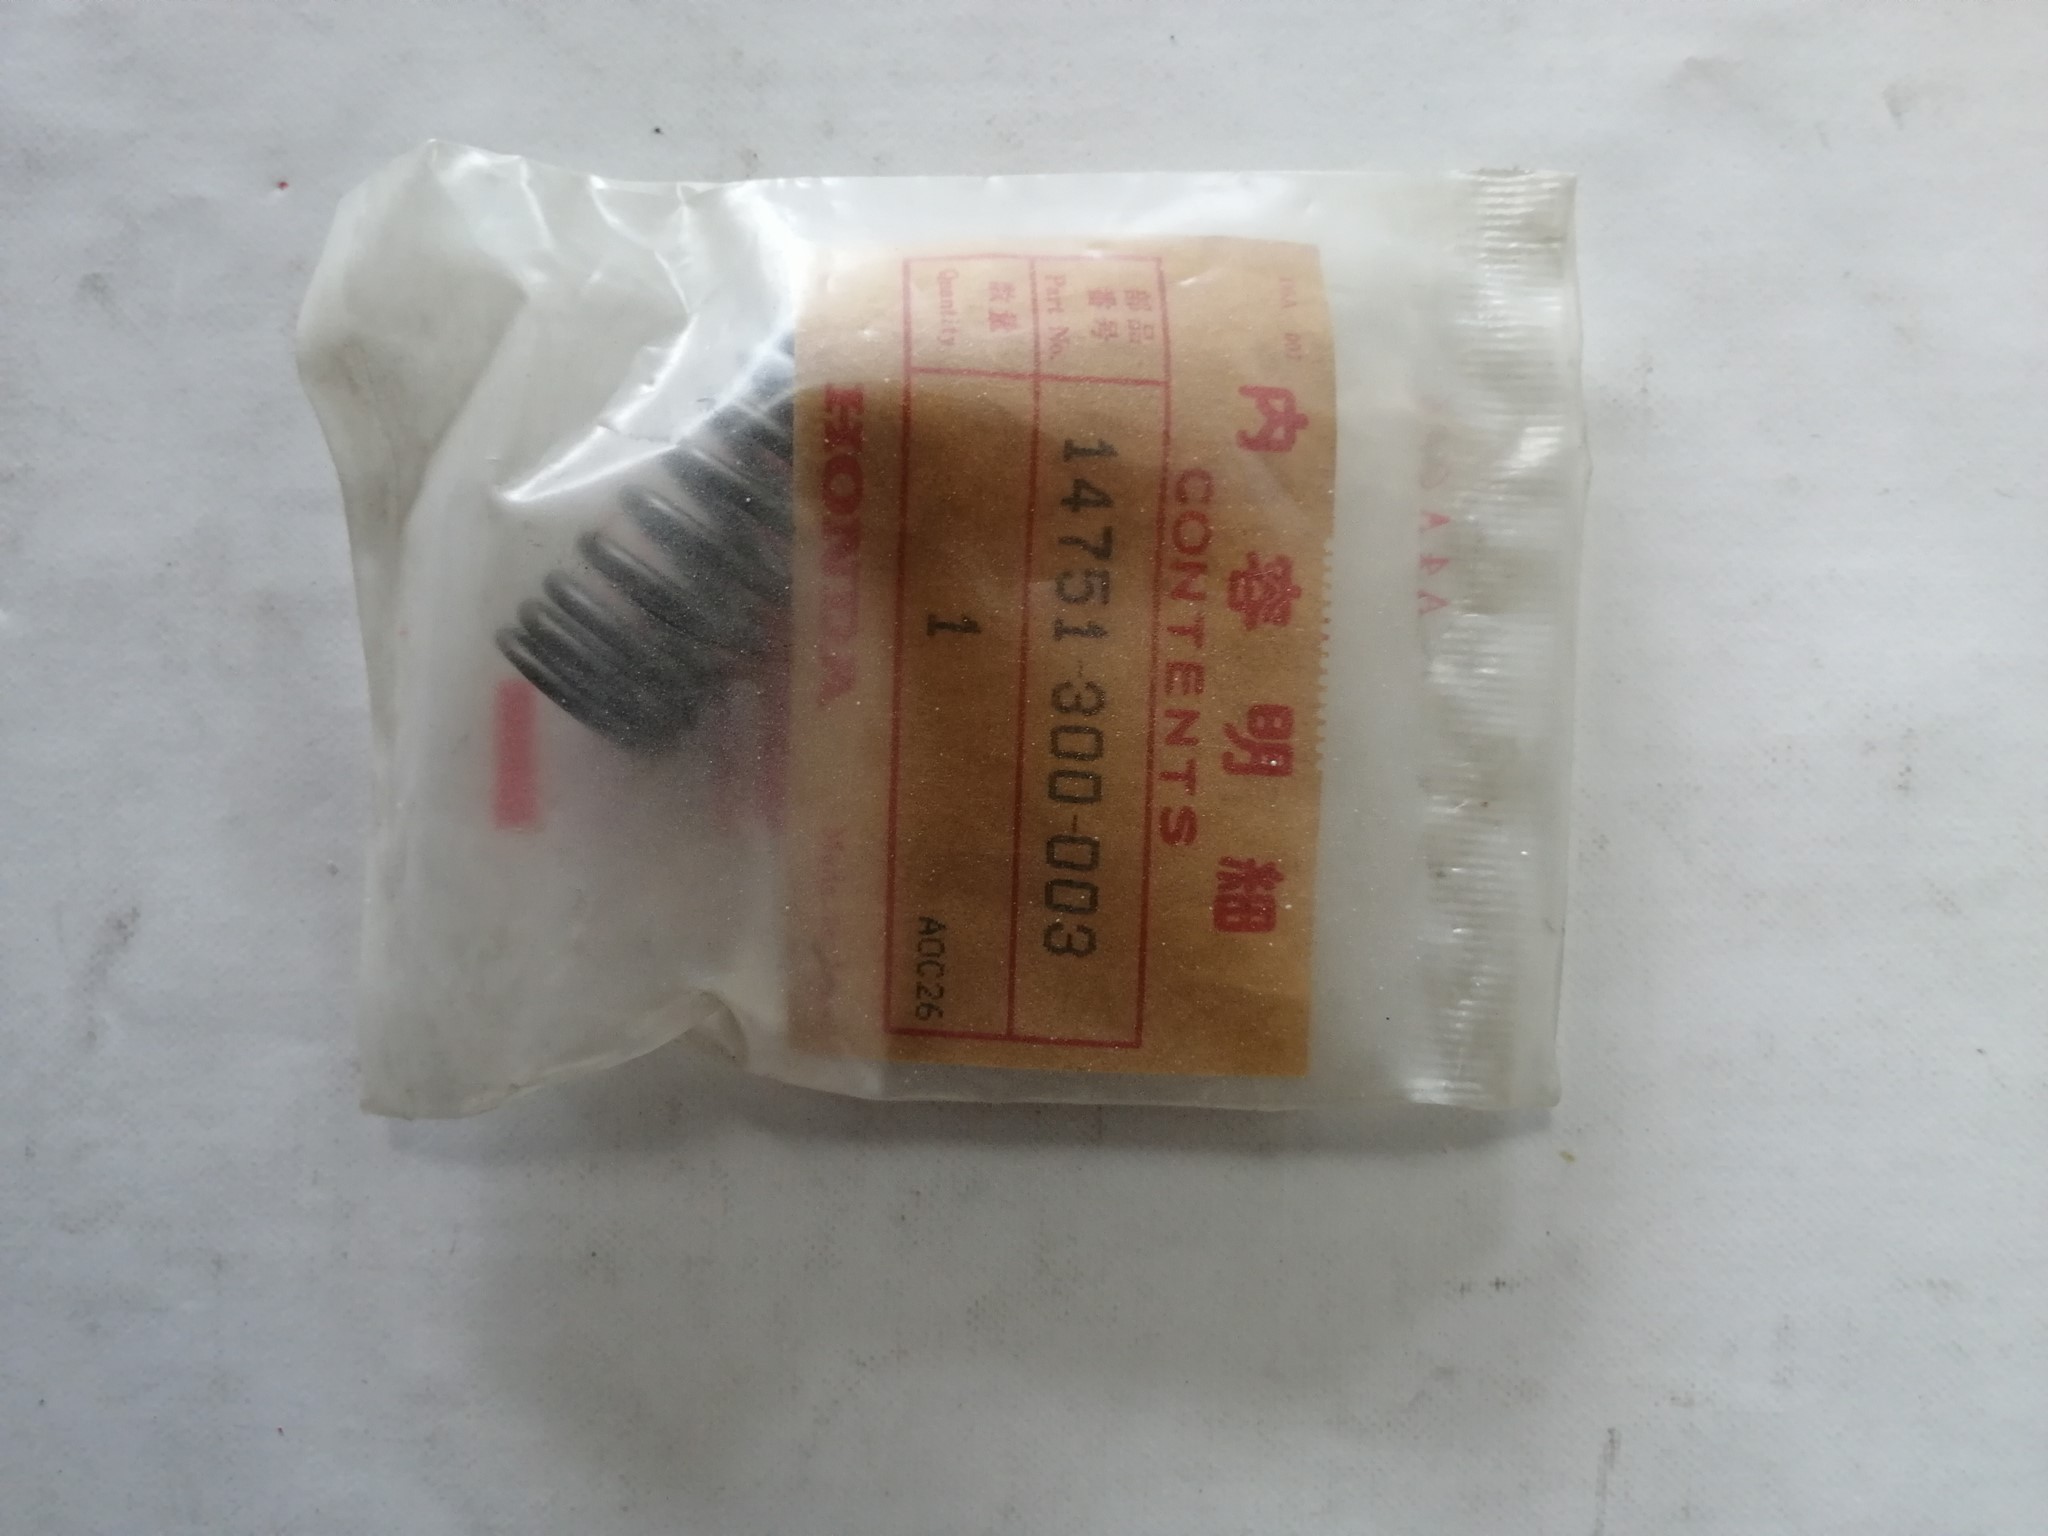 内容明細
CONTENTS
部品
番号
Part No.
14751-300-003
数量
Quantity.
1
AOC26
HONDA